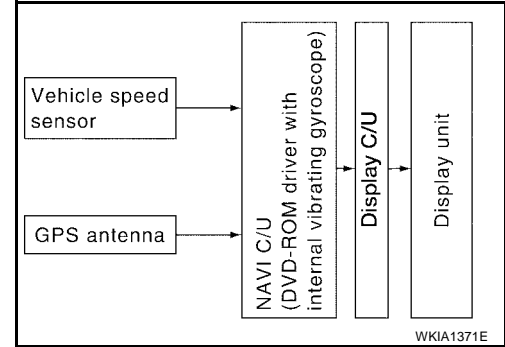 Vehicle speed
sensor
GPS antenna
NAVI C/U
(DVD-ROM driver with
internal vibrating gyroscope)
Display C/U
Display unit
WKIA1371E